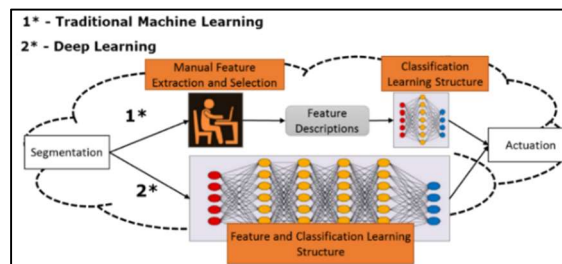 1* - Traditional Machine Learning
2* - Deep Learning
Manual Feature
Extraction and Selection
Classification
Learning Structure
1*
Feature
Descriptions
Segmentation
Actuation
2*
Feature and Classification Learning
Structure